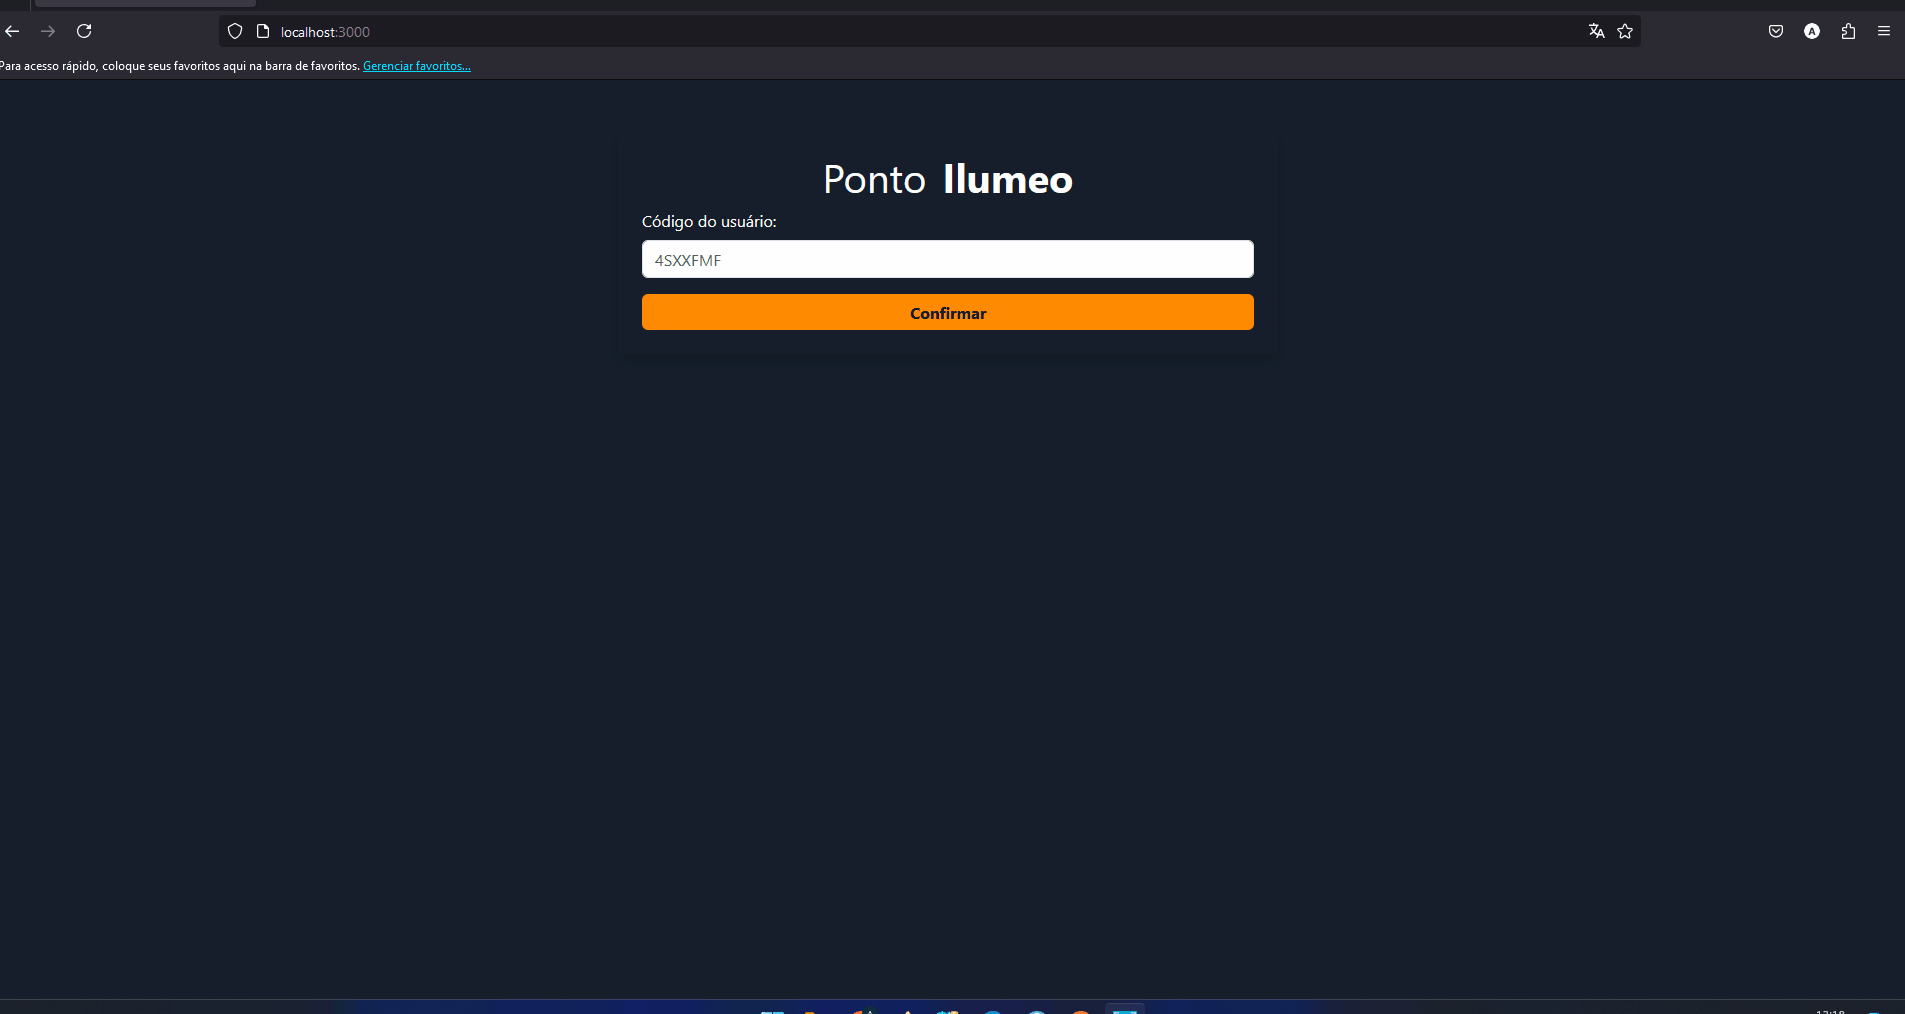 localhost:3000
Para acesso rápido, coloque seus favoritos aqui na barra de favoritos. Gerenciar favoritos...
Ponto Ilumeo
Código do usuário:
4SXXFMF
Confirmar